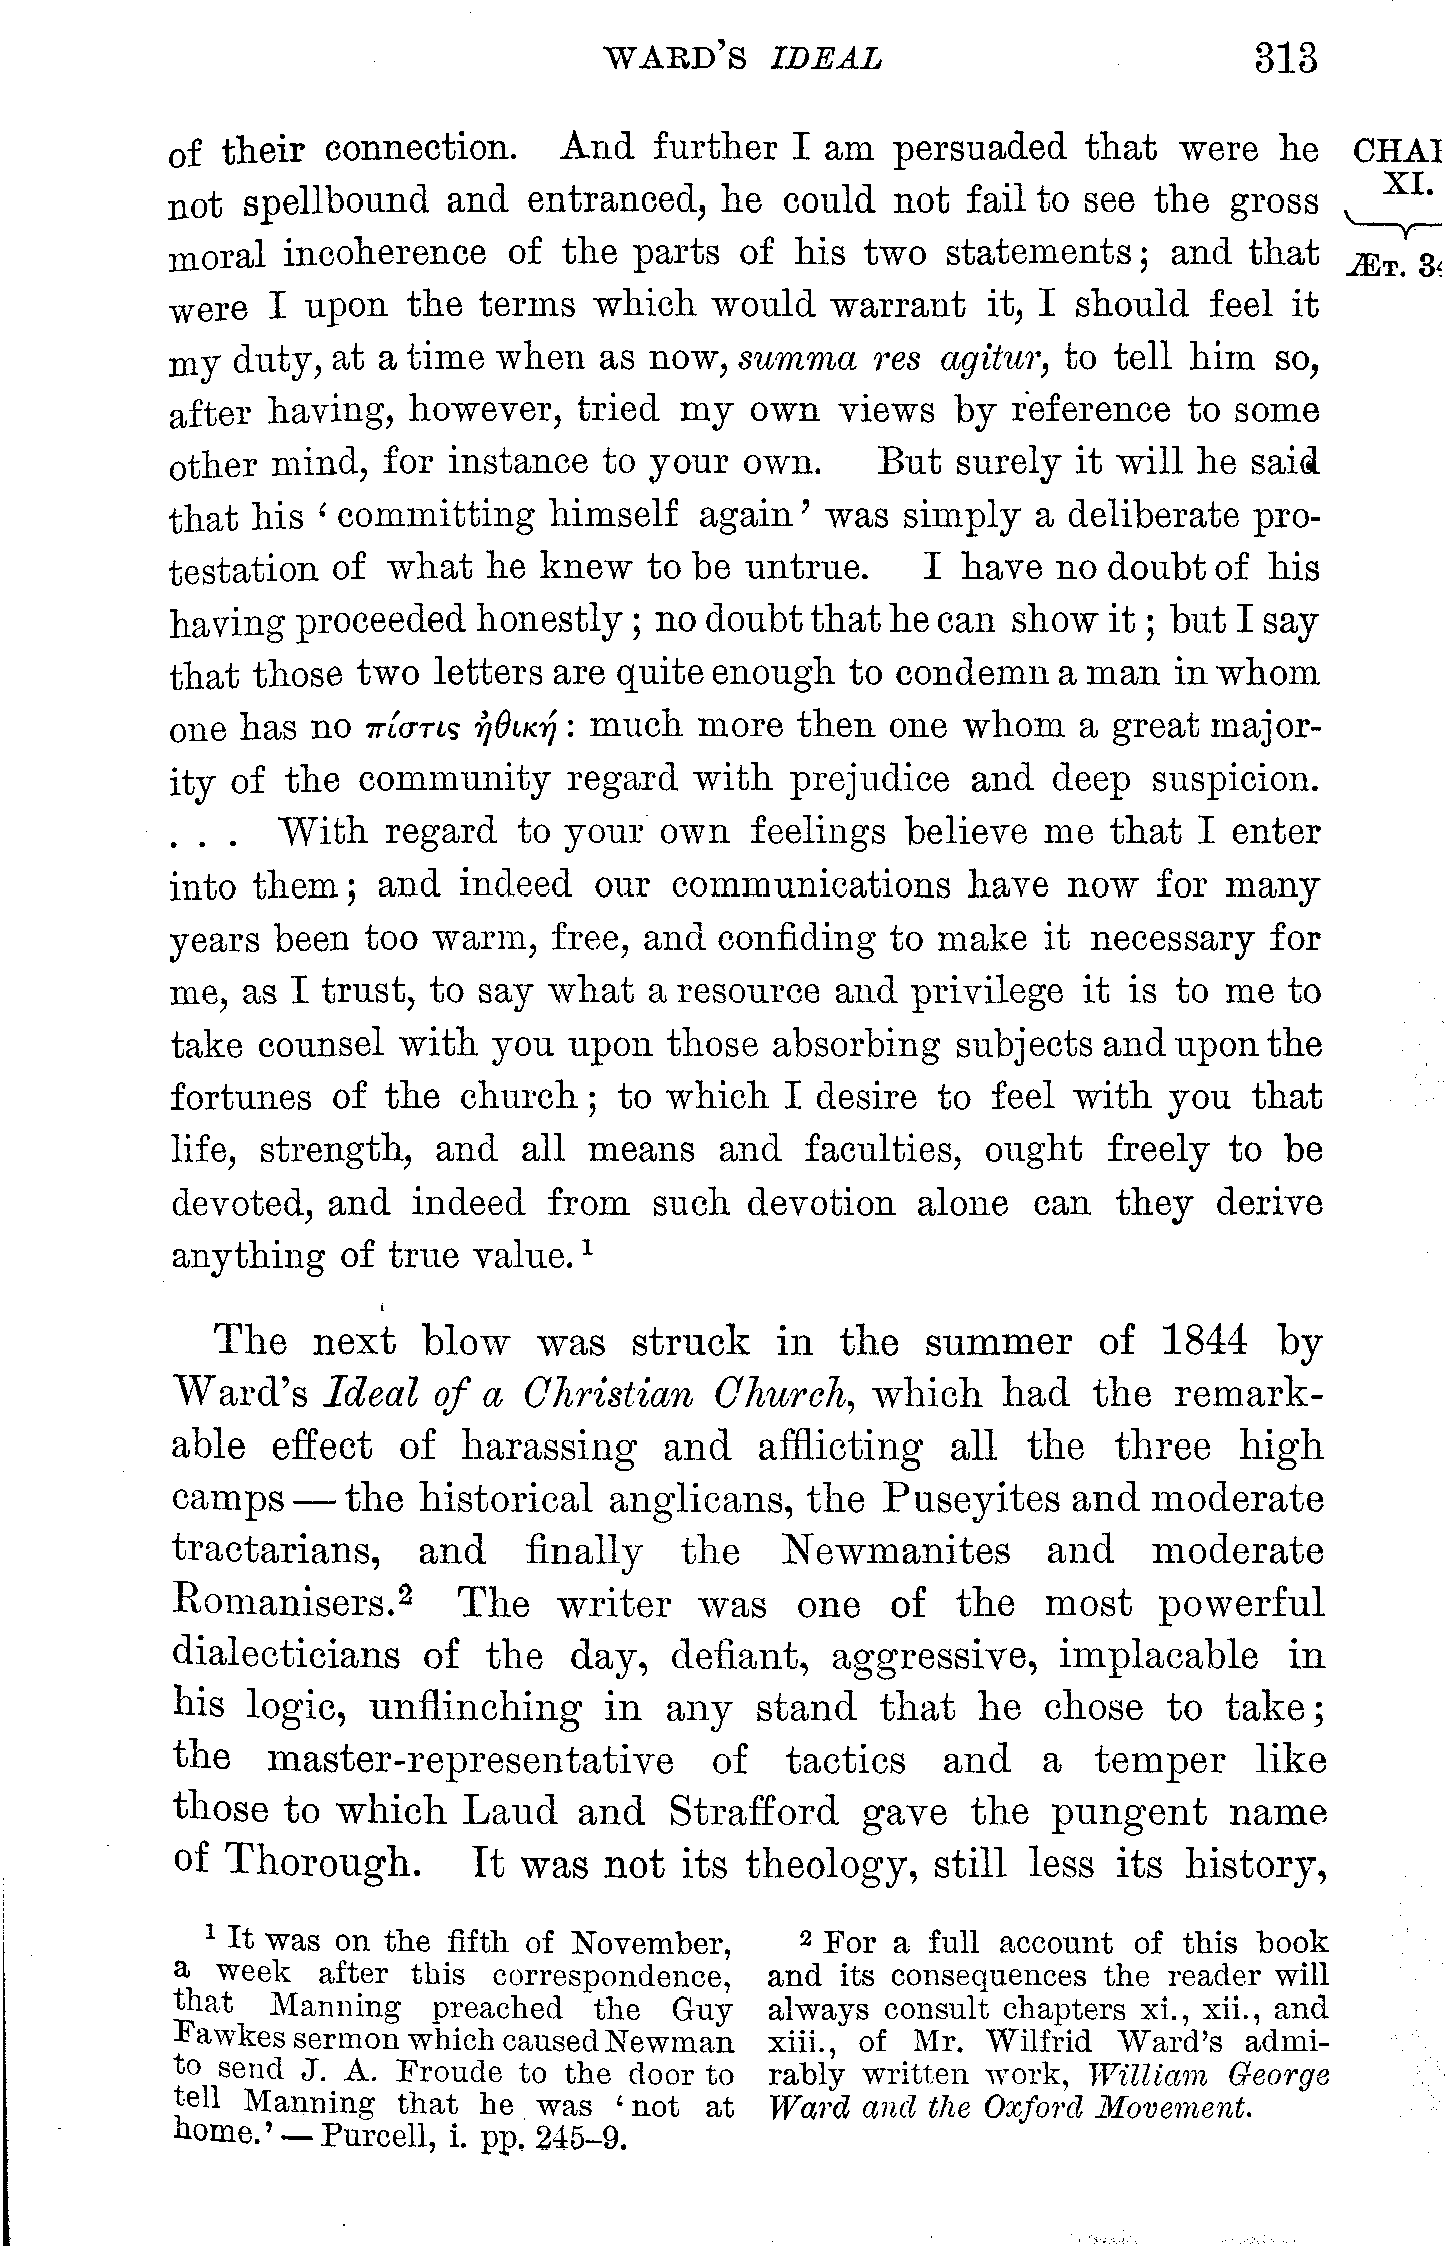 WARD'S IDEAL 313
of their connection. And further I am persuaded that were he
not spellbound and entranced, he could not fail to see the gross
moral incoherence of the parts of his two statements; and that
were I upon the terms which would warrant it, I should feel it
my duty, at a time when as now, summa res agitur, to tell him so,
after having, however, tried my own views by reference to some
other mind, for instance to your own. But surely it will he said
that his ‘committing himself again’ was simply a deliberate pro-
testation of what he knew to be untrue. I have no doubt of his
having proceeded honestly; no doubt that he can show it; but I say
that those two letters are quite enough to condemn a man in whom
one has no πίστις ἠθική: much more then one whom a great major-
ity of the community regard with prejudice and deep suspicion.
. . . With regard to your own feelings believe me that I enter
into them; and indeed our communications have now for many
years been too warm, free, and confiding to make it necessary for
me, as I trust, to say what a resource and privilege it is to me to
take counsel with you upon those absorbing subjects and upon the
fortunes of the church; to which I desire to feel with you that
life, strength, and all means and faculties, ought freely to be
devoted, and indeed from such devotion alone can they derive
anything of true value.¹
CHAI
XI.
ÆT. 34
The next blow was struck in the summer of 1844 by
Ward's Ideal of a Christian Church, which had the remark-
able effect of harassing and afflicting all the three high
camps — the historical anglicans, the Puseyites and moderate
tractarians, and finally the Newmanites and moderate
Romanisers.² The writer was one of the most powerful
dialecticians of the day, defiant, aggressive, implacable in
his logic, unflinching in any stand that he chose to take;
the master-representative of tactics and a temper like
those to which Laud and Strafford gave the pungent name
of Thorough. It was not its theology, still less its history,
¹ It was on the fifth of November,
a week after this correspondence,
that Manning preached the Guy
Fawkes sermon which caused Newman
to send J. A. Froude to the door to
tell Manning that he was ‘not at
home.’ — Purcell, i. pp. 245–9.
² For a full account of this book
and its consequences the reader will
always consult chapters xi., xii., and
xiii., of Mr. Wilfrid Ward's admi-
rably written work, William George
Ward and the Oxford Movement.